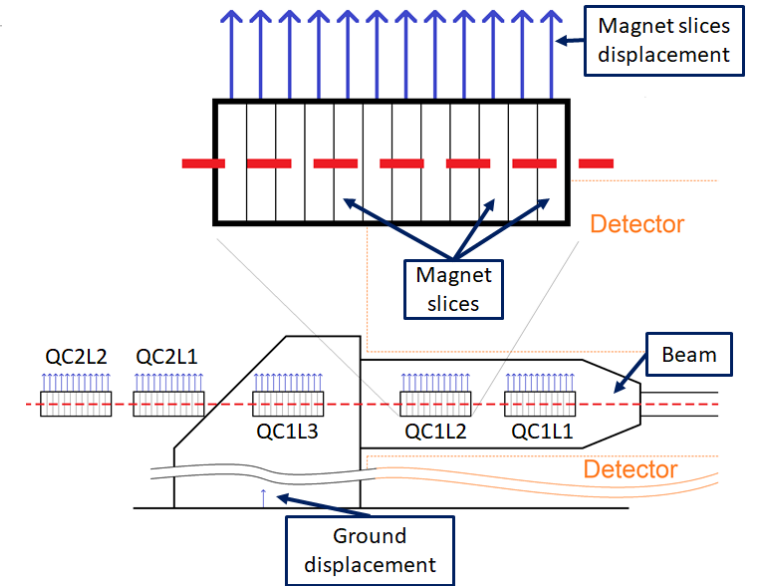 Magnet slices
displacement
Detector
Magnet
slices
QC2L2
QC2L1
Beam
QC1L3
QC1L2
QC1L1
Detector
Ground
displacement